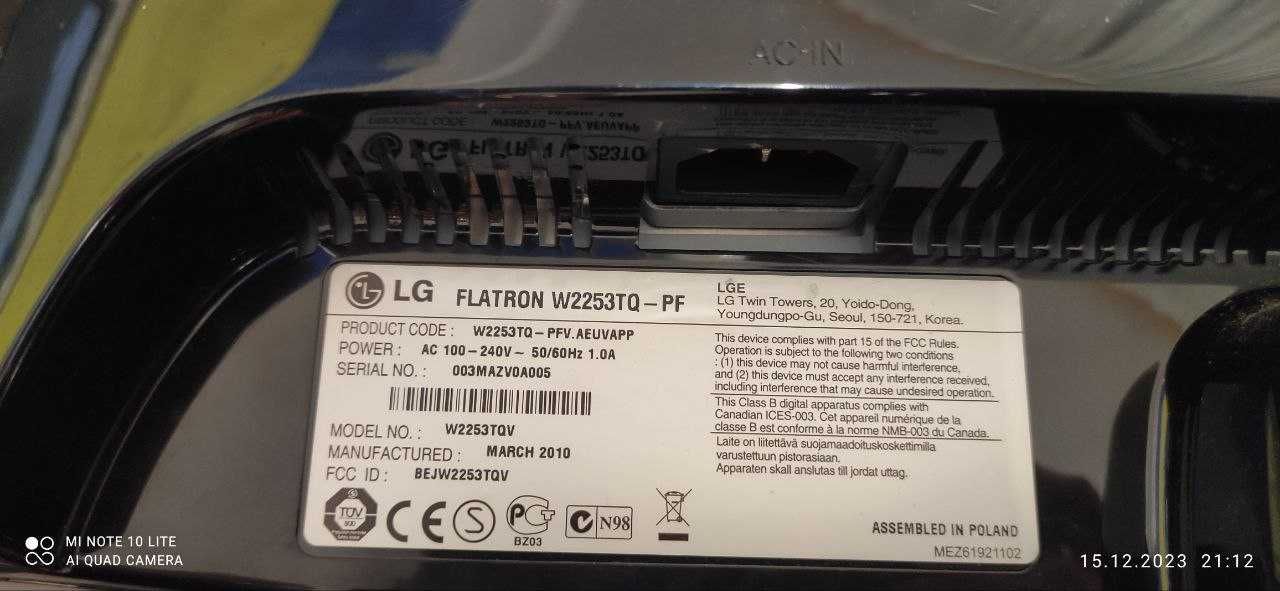 AC-IN
LG FLATRON W2253TQ-PF
PRODUCT CODE : W2253TQ-PFV.AEUVAPP
POWER : AC 100-240V~ 50/60Hz 1.0A
SERIAL NO. : 003MAZV0A005
MODEL NO. : W2253TQV
MANUFACTURED : MARCH 2010
FCC ID : BEJW2253TQV
TÜV
CE
S
PC
BZ03
N98
LGE
LG Twin Towers, 20, Yoido-Dong,
Youngdungpo-Gu, Seoul, 150-721, Korea.
This device complies with part 15 of the FCC Rules.
Operation is subject to the following two conditions
: (1) this device may not cause harmful interference,
and (2) this device must accept any interference received,
including interference that may cause undesired operation.
This Class B digital apparatus complies with
Canadian ICES-003. Cet appareil numérique de la
classe B est conforme à la norme NMB-003 du Canada.
Laite on liitettävä suojamaadoituskoskettimilla
varustettuun pistorasiaan.
Apparaten skall anslutas till jordat uttag.
ASSEMBLED IN POLAND
MEZ61921102
MI NOTE 10 LITE
AI QUAD CAMERA
15.12.2023 21:12